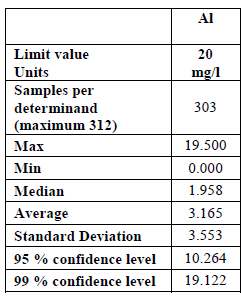 Al
Limit value 20
Units mg/l
Samples per
determinand 303
(maximum 312)
Max 19.500
Min 0.000
Median 1.958
Average 3.165
Standard Deviation 3.553
95 % confidence level 10.264
99 % confidence level 19.122